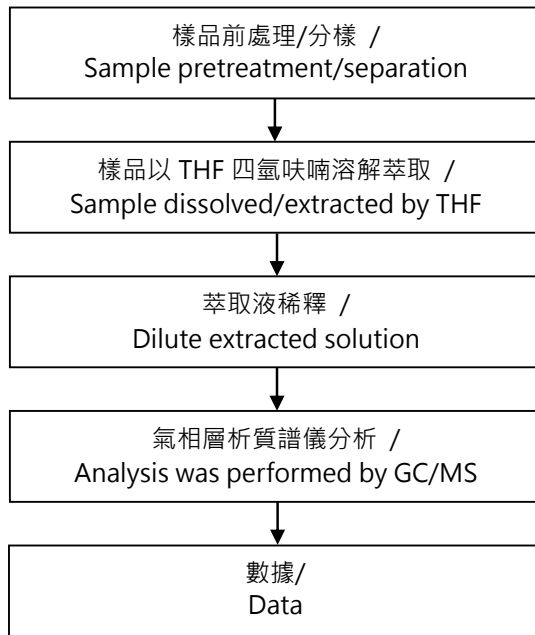 樣品前處理/分樣 /
Sample pretreatment/separation
樣品以 THF 四氫呋喃溶解萃取 /
Sample dissolved/extracted by THF
萃取液稀釋 /
Dilute extracted solution
氣相層析質譜儀分析 /
Analysis was performed by GC/MS
數據/
Data